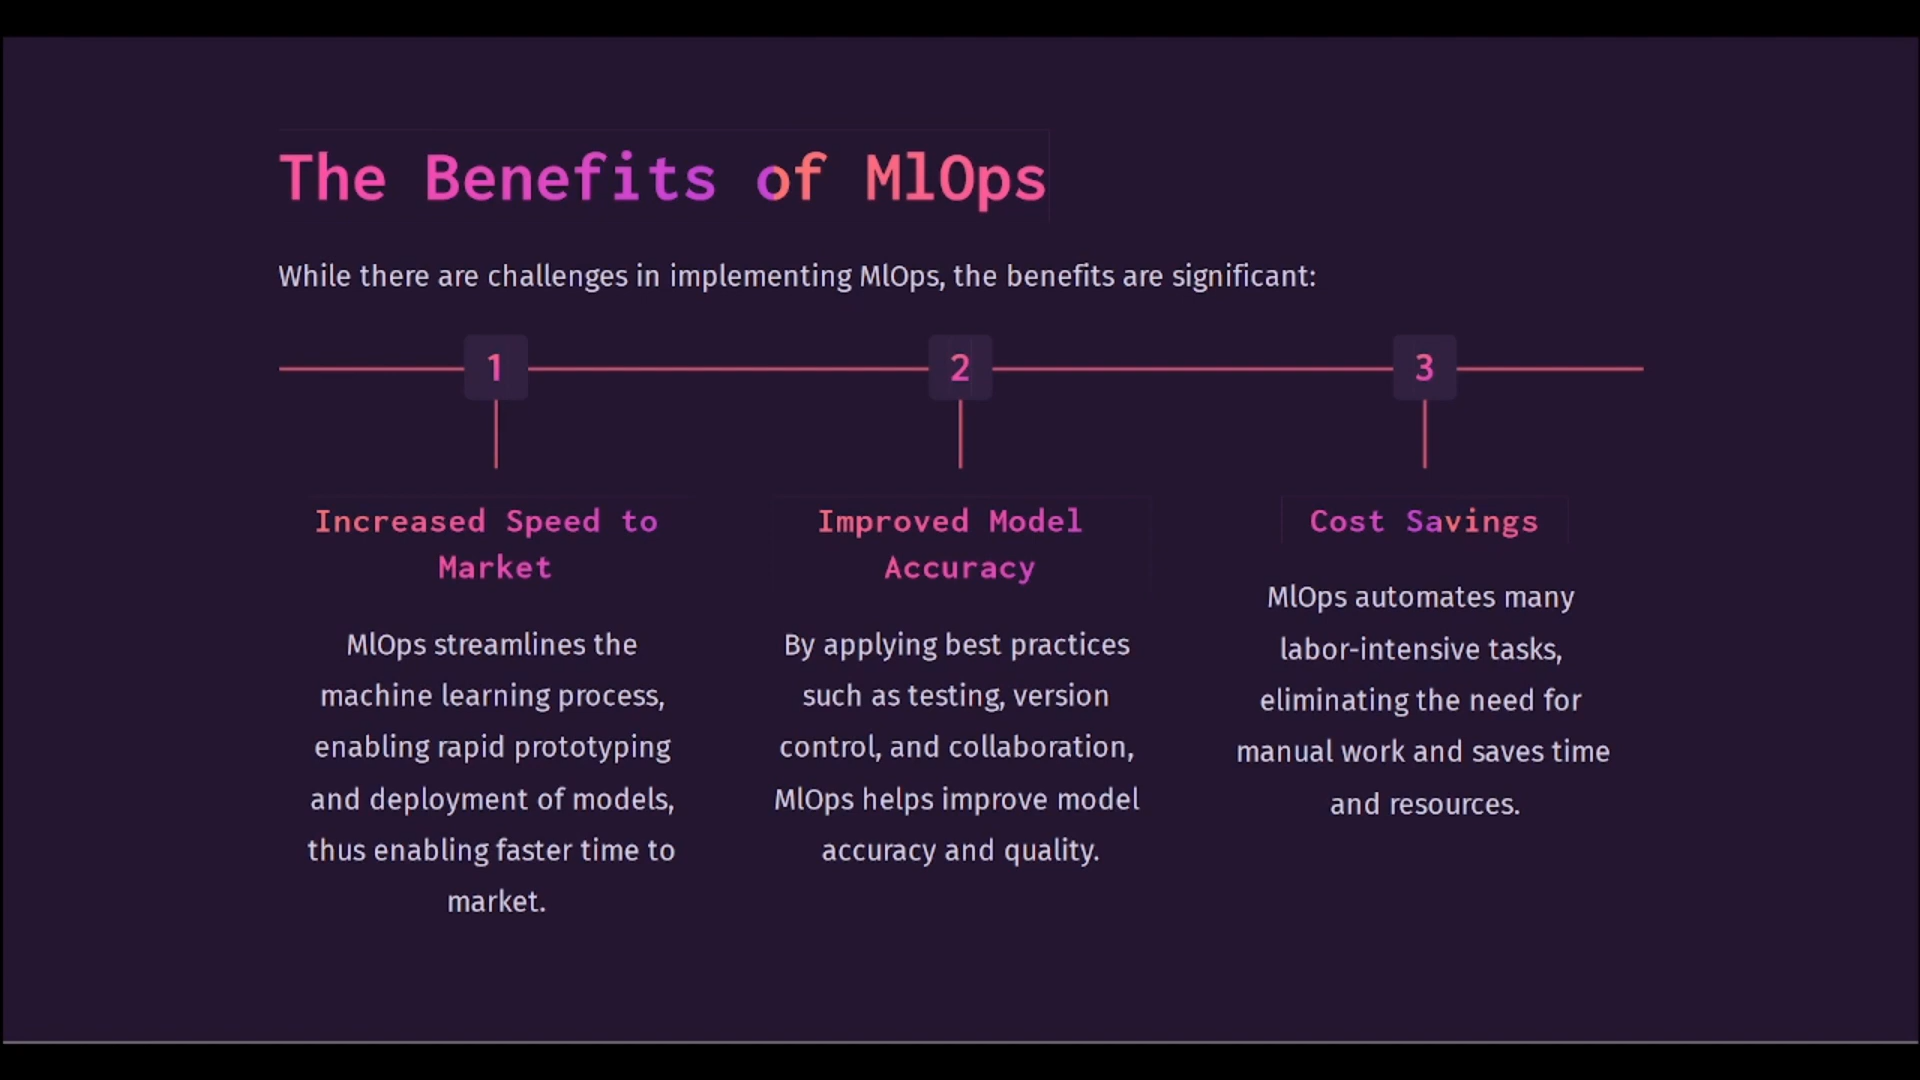 The Benefits of MlOps
While there are challenges in implementing MlOps, the benefits are significant:
1
2
3
Increased Speed to
Market
MlOps streamlines the
machine learning process,
enabling rapid prototyping
and deployment of models,
thus enabling faster time to
market.
Improved Model
Accuracy
By applying best practices
such as testing, version
control, and collaboration,
MlOps helps improve model
accuracy and quality.
Cost Savings
MlOps automates many
labor-intensive tasks,
eliminating the need for
manual work and saves time
and resources.